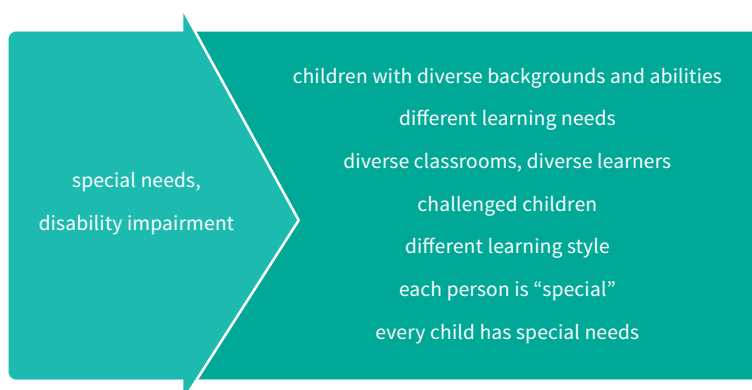 special needs,
disability impairment
children with diverse backgrounds and abilities
different learning needs
diverse classrooms, diverse learners
challenged children
different learning style
each person is “special”
every child has special needs